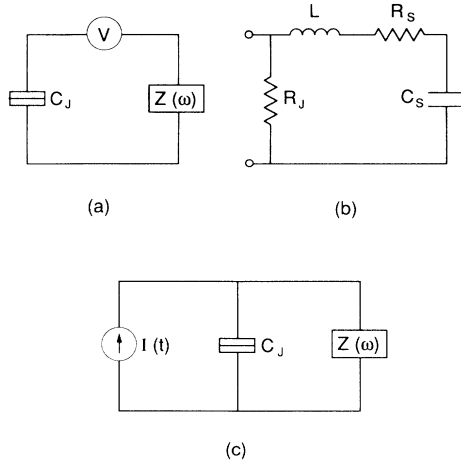 V
C_J
Z (ω)
(a)
L
R_S
R_J
C_S
(b)
I (t)
C_J
Z (ω)
(c)